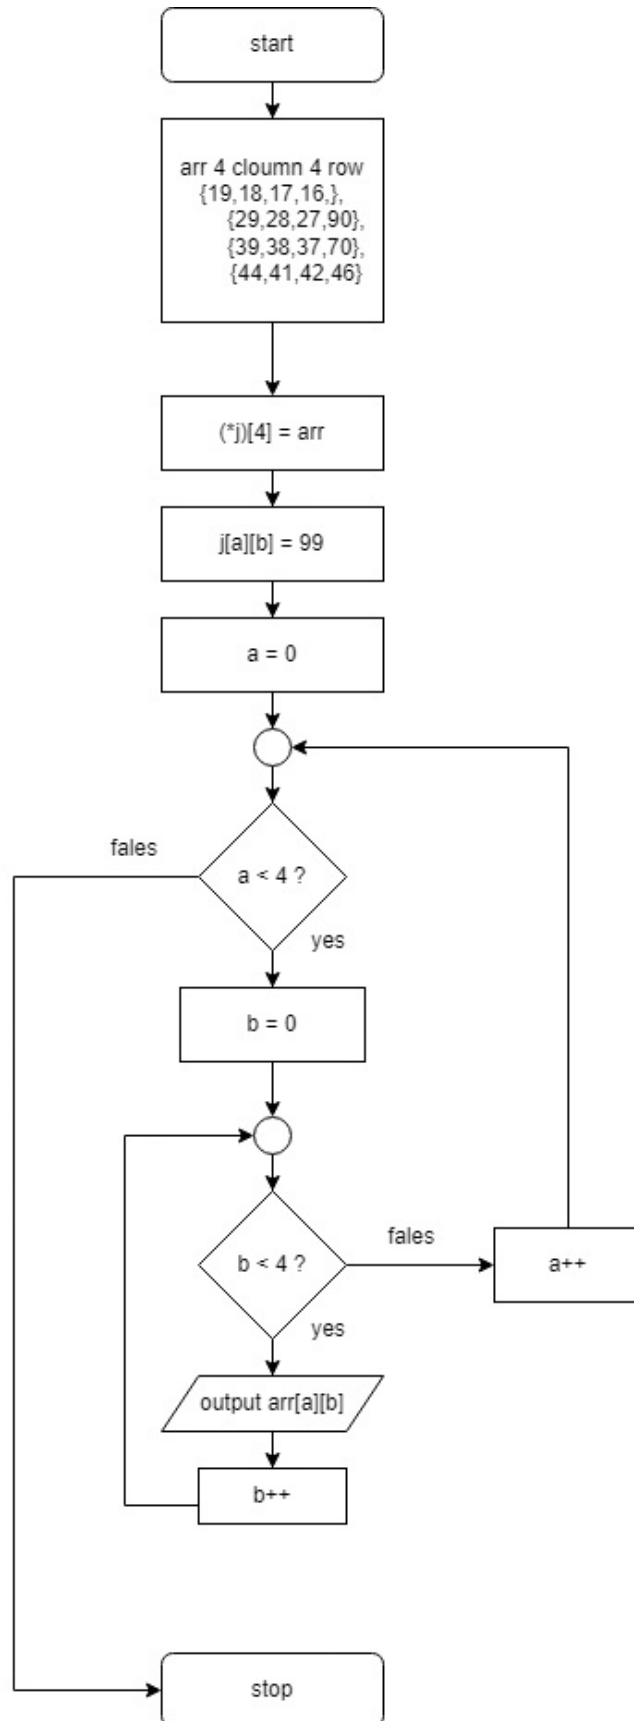 start
arr 4 cloumn 4 row
{19,18,17,16,},
{29,28,27,90},
{39,38,37,70},
{44,41,42,46}
(*j)[4] = arr
j[a][b] = 99
a = 0
fales
a < 4 ?
yes
b = 0
b < 4 ?
fales
a++
yes
output arr[a][b]
b++
stop